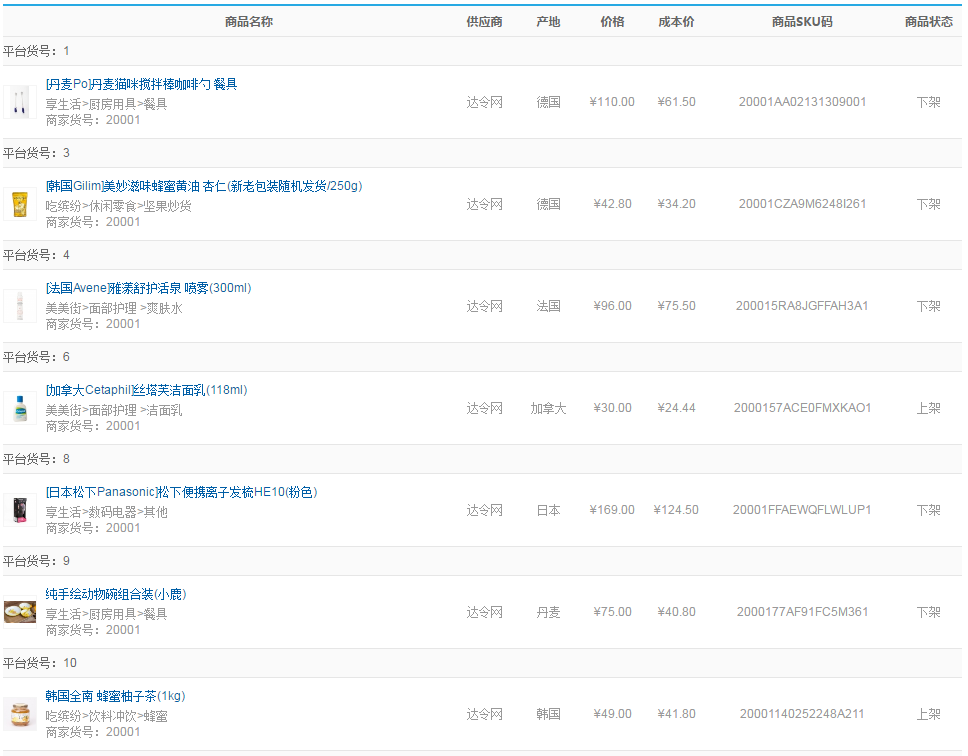 商品名称 供应商 产地 价格 成本价 商品SKU码 商品状态
平台货号：1
[丹麦Po]丹麦猫咪搅拌棒咖啡勺 餐具
享生活>厨房用具>餐具
商家货号：20001
达令网 德国 ¥110.00 ¥61.50 20001AA02131309001 下架
平台货号：3
[韩国Gilim]美妙滋味蜂蜜黄油 杏仁(新老包装随机发货/250g)
吃缤纷>休闲零食>坚果炒货
商家货号：20001
达令网 德国 ¥42.80 ¥34.20 20001CZA9M6248I261 下架
平台货号：4
[法国Avene]雅漾舒护活泉 喷雾(300ml)
美美街>面部护理 >爽肤水
商家货号：20001
达令网 法国 ¥96.00 ¥75.50 200015RA8JGFFAH3A1 下架
平台货号：6
[加拿大Cetaphil]丝塔芙洁面乳(118ml)
美美街>面部护理 >洁面乳
商家货号：20001
达令网 加拿大 ¥30.00 ¥24.44 2000157ACE0FMXKAO1 上架
平台货号：8
[日本松下Panasonic]松下便携离子发梳HE10(粉色)
享生活>数码电器>其他
商家货号：20001
达令网 日本 ¥169.00 ¥124.50 20001FFAEWQFLWLUP1 下架
平台货号：9
纯手绘动物碗组合装(小鹿)
享生活>厨房用具>餐具
商家货号：20001
达令网 丹麦 ¥75.00 ¥40.80 2000177AF91FC5M361 下架
平台货号：10
韩国全南 蜂蜜柚子茶(1kg)
吃缤纷>饮料冲饮>蜂蜜
商家货号：20001
达令网 韩国 ¥49.00 ¥41.80 20001140252248A211 上架